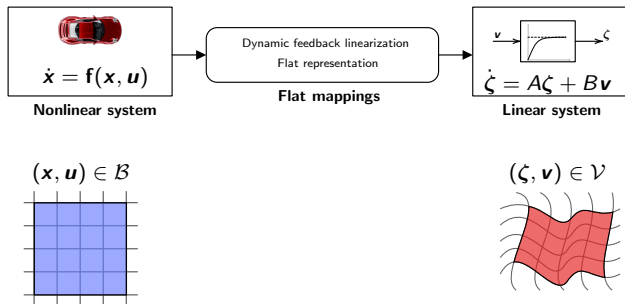 ẋ = f(x, u)
Nonlinear system
Dynamic feedback linearization
Flat representation
Flat mappings
v
ζ
ζ̇ = Aζ + Bv
Linear system
(x, u) ∈ ℬ
(ζ, v) ∈ 𝒱